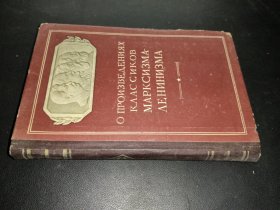 О ПРОИЗВЕДЕНИЯХ
КЛАССИКОВ
МАРКСИЗМА-
ЛЕНИНИЗМА